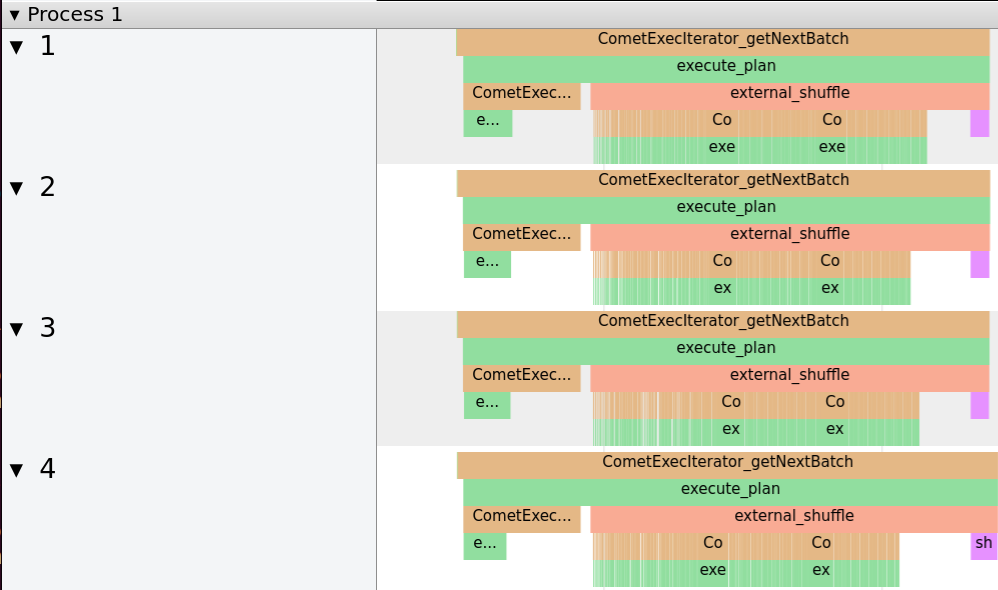 ▼ Process 1
▼ 1
CometExecIterator_getNextBatch
execute_plan
CometExec... external_shuffle
e... Co Co
exe exe
▼ 2
CometExecIterator_getNextBatch
execute_plan
CometExec... external_shuffle
e... Co Co
ex ex
▼ 3
CometExecIterator_getNextBatch
execute_plan
CometExec... external_shuffle
e... Co Co
ex ex
▼ 4
CometExecIterator_getNextBatch
execute_plan
CometExec... external_shuffle
e... Co Co sh
exe ex